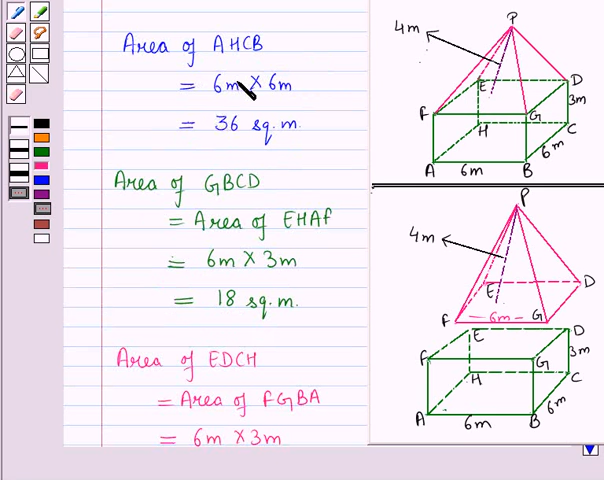 Area of AHCB
= 6m × 6m
= 36 sq.m.
Area of GBCD
= Area of EHAF
= 6m × 3m
= 18 sq.m.
Area of EDCH
= Area of FGBA
= 6m × 3m
P
4m
E
D
F
G
3m
H
C
6m
A
6m
B
P
4m
E
D
F
6m
G
E
D
F
G
3m
H
C
6m
A
6m
B